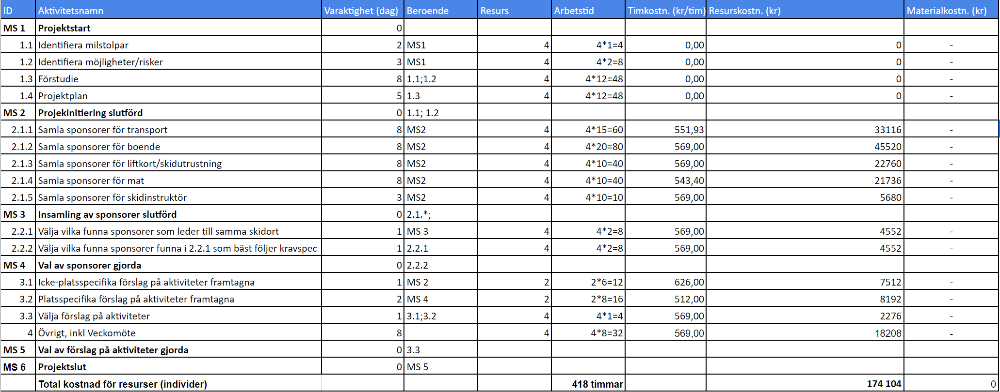 ID Aktivitetsnamn Varaktighet (dag) Beroende Resurs Arbetstid Timkostn. (kr/tim) Resurskostn. (kr) Materialkostn. (kr)
MS 1 Projektstart 0
1.1 Identifiera milstolpar 2 MS1 4 4*1=4 0,00 0 -
1.2 Identifiera möjligheter/risker 3 MS1 4 4*2=8 0,00 0 -
1.3 Förstudie 8 1.1;1.2 4 4*12=48 0,00 0 -
1.4 Projektplan 5 1.3 4 4*12=48 0,00 0 -
MS 2 Projekinitiering slutförd 0 1.1; 1.2
2.1.1 Samla sponsorer för transport 8 MS2 4 4*15=60 551,93 33116 -
2.1.2 Samla sponsorer för boende 8 MS2 4 4*20=80 569,00 45520 -
2.1.3 Samla sponsorer för liftkort/skidutrustning 8 MS2 4 4*10=40 569,00 22760 -
2.1.4 Samla sponsorer för mat 8 MS2 4 4*10=40 543,40 21736 -
2.1.5 Samla sponsorer för skidinstruktör 3 MS2 4 4*10=10 569,00 5680 -
MS 3 Insamling av sponsorer slutförd 0 2.1.*;
2.2.1 Välja vilka funna sponsorer som leder till samma skidort 1 MS 3 4 4*2=8 569,00 4552 -
2.2.2 Välja vilka funna sponsorer funna i 2.2.1 som bäst följer kravspec 1 2.2.1 4 4*2=8 569,00 4552 -
MS 4 Val av sponsorer gjorda 0 2.2.2
3.1 Icke-platsspecifika förslag på aktiviteter framtagna 1 MS 2 2 2*6=12 626,00 7512 -
3.2 Platsspecifika förslag på aktiviteter framtagna 2 MS 4 2 2*8=16 512,00 8192 -
3.3 Välja förslag på aktiviteter 1 3.1;3.2 4 4*1=4 569,00 2276 -
4 Övrigt, inkl Veckomöte 8 4 4*8=32 569,00 18208 -
MS 5 Val av förslag på aktiviteter gjorda 0 3.3
MS 6 Projektslut 0 MS 5
Total kostnad för resurser (individer) 418 timmar 174 104 0